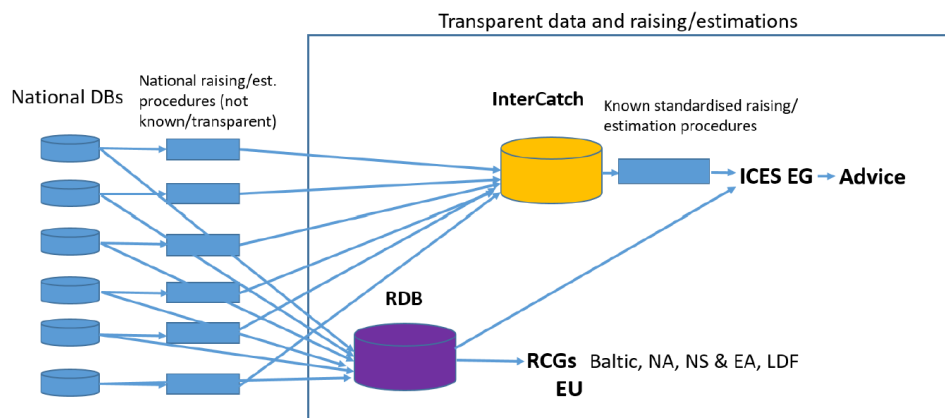 Transparent data and raising/estimations
National DBs
National raising/est.
procedures (not
known/transparent)
InterCatch
Known standardised raising/
estimation procedures
ICES EG
Advice
RDB
RCGs Baltic, NA, NS & EA, LDF
EU